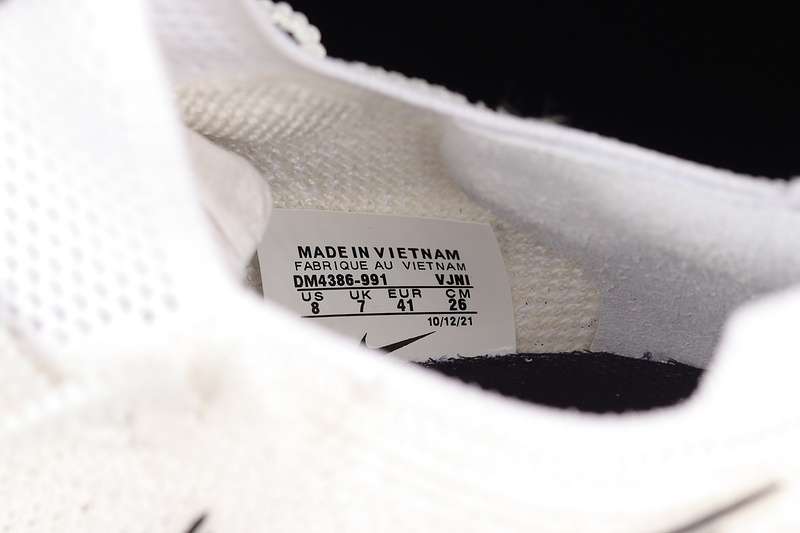 MADE IN VIETNAM
FABRIQUE AU VIETNAM
DM4386-991 VJNI
US UK EUR CM
8 7 41 26
10/12/21